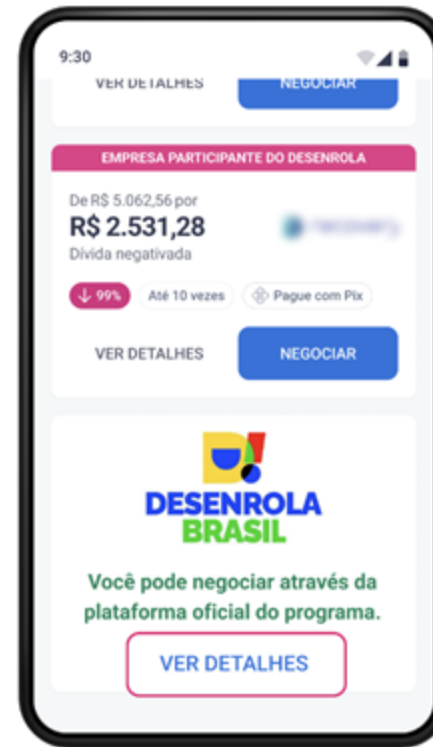 9:30
VER DETALHES
NEGOCIAR
EMPRESA PARTICIPANTE DO DESENROLA
De R$ 5.062,56 por
R$ 2.531,28
Dívida negativada
↓ 99%
Até 10 vezes
Pague com Pix
VER DETALHES
NEGOCIAR
DESENROLA
BRASIL
Você pode negociar através da
plataforma oficial do programa.
VER DETALHES